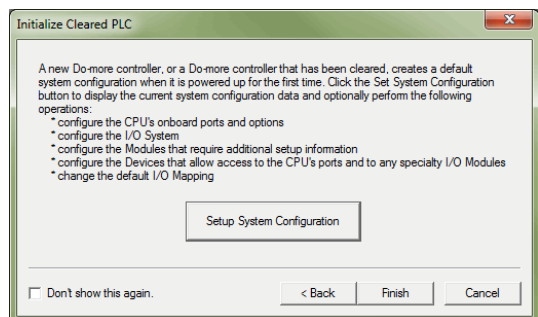 Initialize Cleared PLC
A new Do-more controller, or a Do-more controller that has been cleared, creates a default
system configuration when it is powered up for the first time. Click the Set System Configuration
button to display the current system configuration data and optionally perform the following
operations:
* configure the CPU's onboard ports and options
* configure the I/O System
* configure the Modules that require additional setup information
* configure the Devices that allow access to the CPU's ports and to any specialty I/O Modules
* change the default I/O Mapping
Setup System Configuration
Don't show this again.
< Back
Finish
Cancel